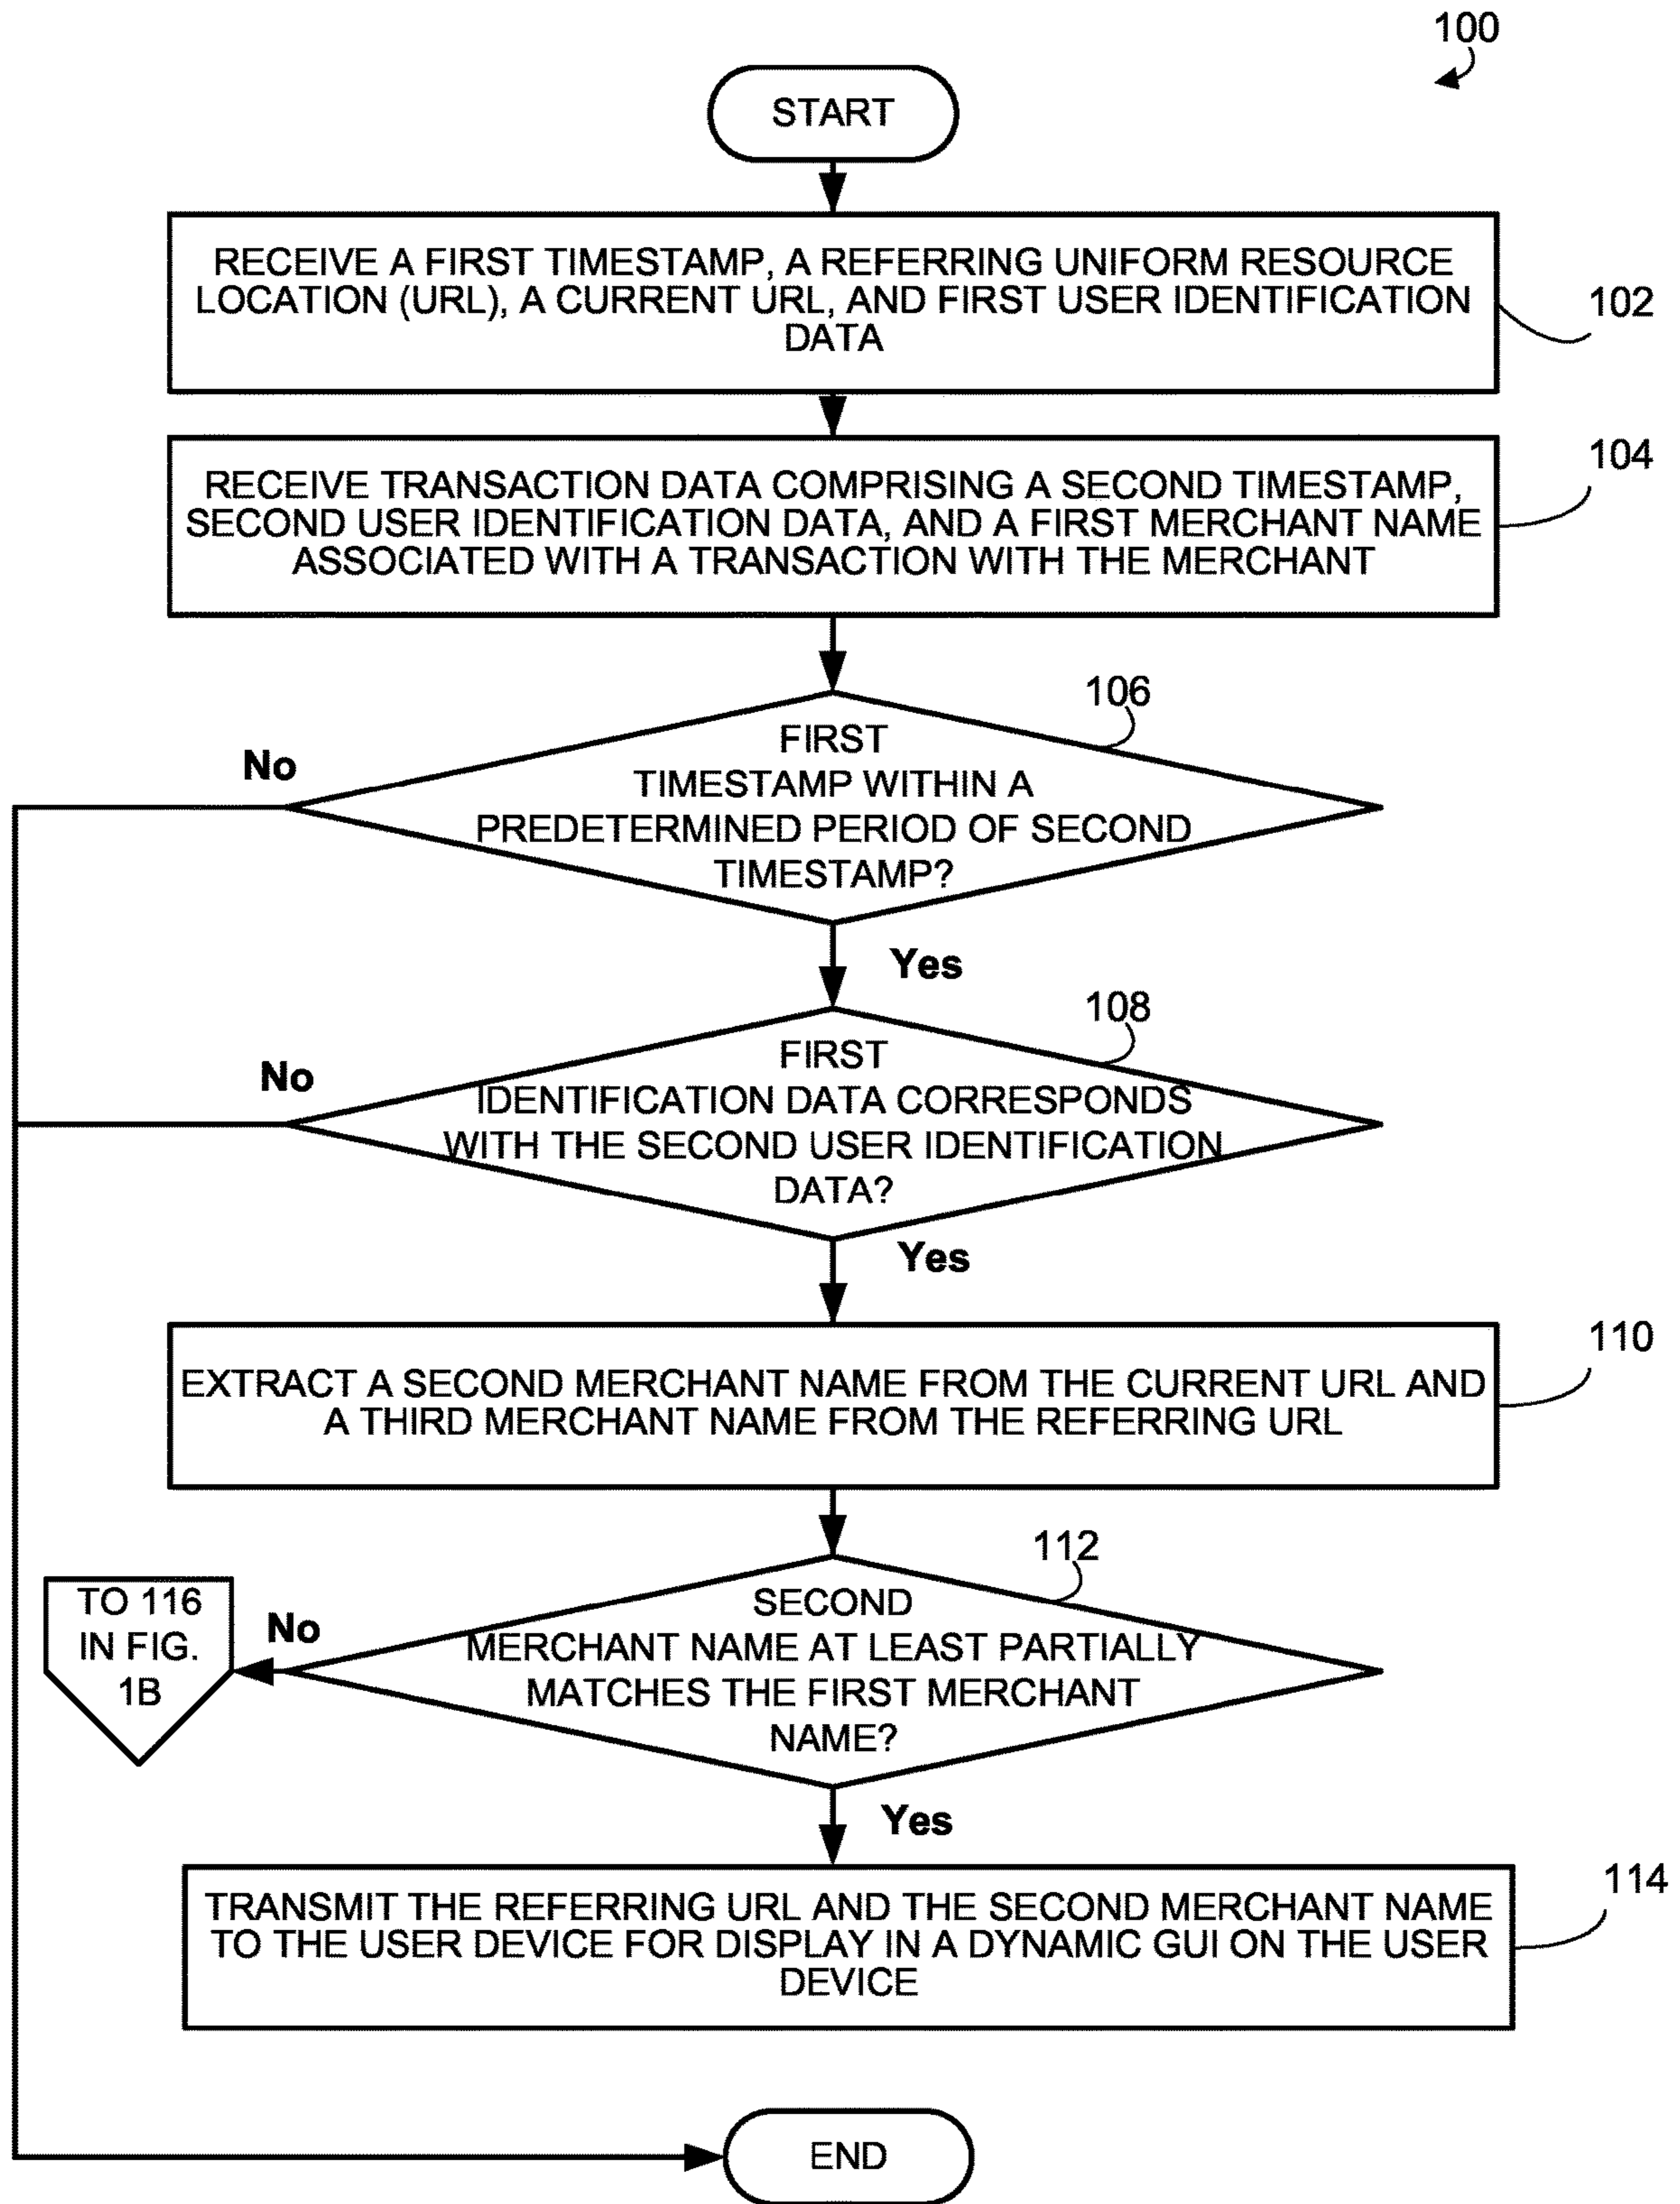 100
START
RECEIVE A FIRST TIMESTAMP, A REFERRING UNIFORM RESOURCE
LOCATION (URL), A CURRENT URL, AND FIRST USER IDENTIFICATION
DATA
102
RECEIVE TRANSACTION DATA COMPRISING A SECOND TIMESTAMP,
SECOND USER IDENTIFICATION DATA, AND A FIRST MERCHANT NAME
ASSOCIATED WITH A TRANSACTION WITH THE MERCHANT
104
106
FIRST
TIMESTAMP WITHIN A
PREDETERMINED PERIOD OF SECOND
TIMESTAMP?
No
Yes
108
FIRST
IDENTIFICATION DATA CORRESPONDS
WITH THE SECOND USER IDENTIFICATION
DATA?
No
Yes
EXTRACT A SECOND MERCHANT NAME FROM THE CURRENT URL AND
A THIRD MERCHANT NAME FROM THE REFERRING URL
110
112
SECOND
MERCHANT NAME AT LEAST PARTIALLY
MATCHES THE FIRST MERCHANT
NAME?
No
TO 116
IN FIG.
1B
Yes
TRANSMIT THE REFERRING URL AND THE SECOND MERCHANT NAME
TO THE USER DEVICE FOR DISPLAY IN A DYNAMIC GUI ON THE USER
DEVICE
114
END